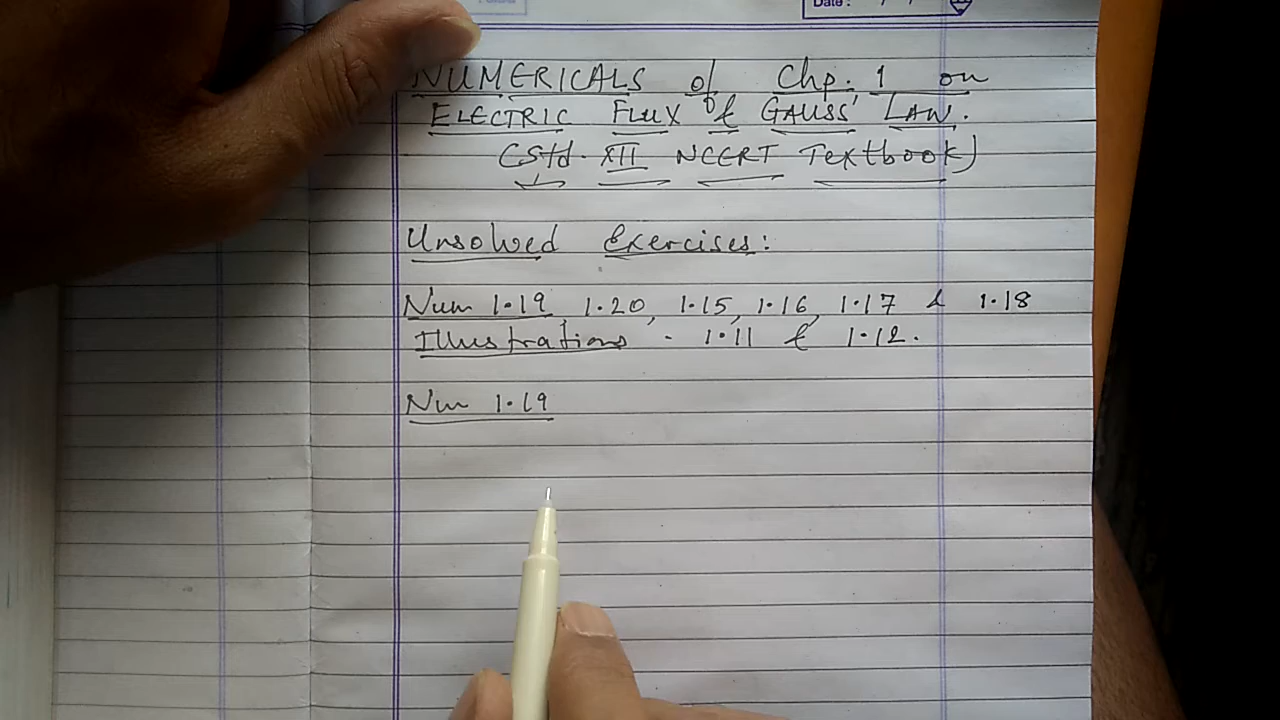 Date :
NUMERICALS of Chp. 1 on
ELECTRIC FLUX & GAUSS' LAW.
(Std. XII NCERT Textbook)
Unsolved Exercises:
Num 1.19, 1.20, 1.15, 1.16, 1.17 & 1.18
Illustrations - 1.11 & 1.12.
Num 1.19